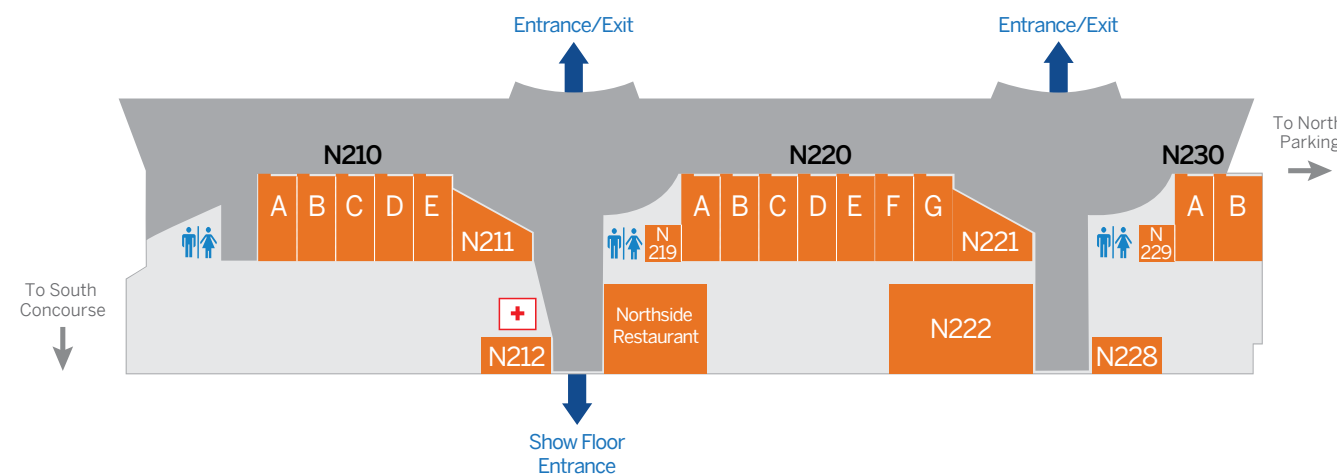 Entrance/Exit
Entrance/Exit
To North
Parking
N210
N220
N230
A
B
C
D
E
N211
A
B
C
D
E
F
G
N221
A
B
N
219
N
229
To South
Concourse
Northside
Restaurant
N222
N212
N228
Show Floor
Entrance